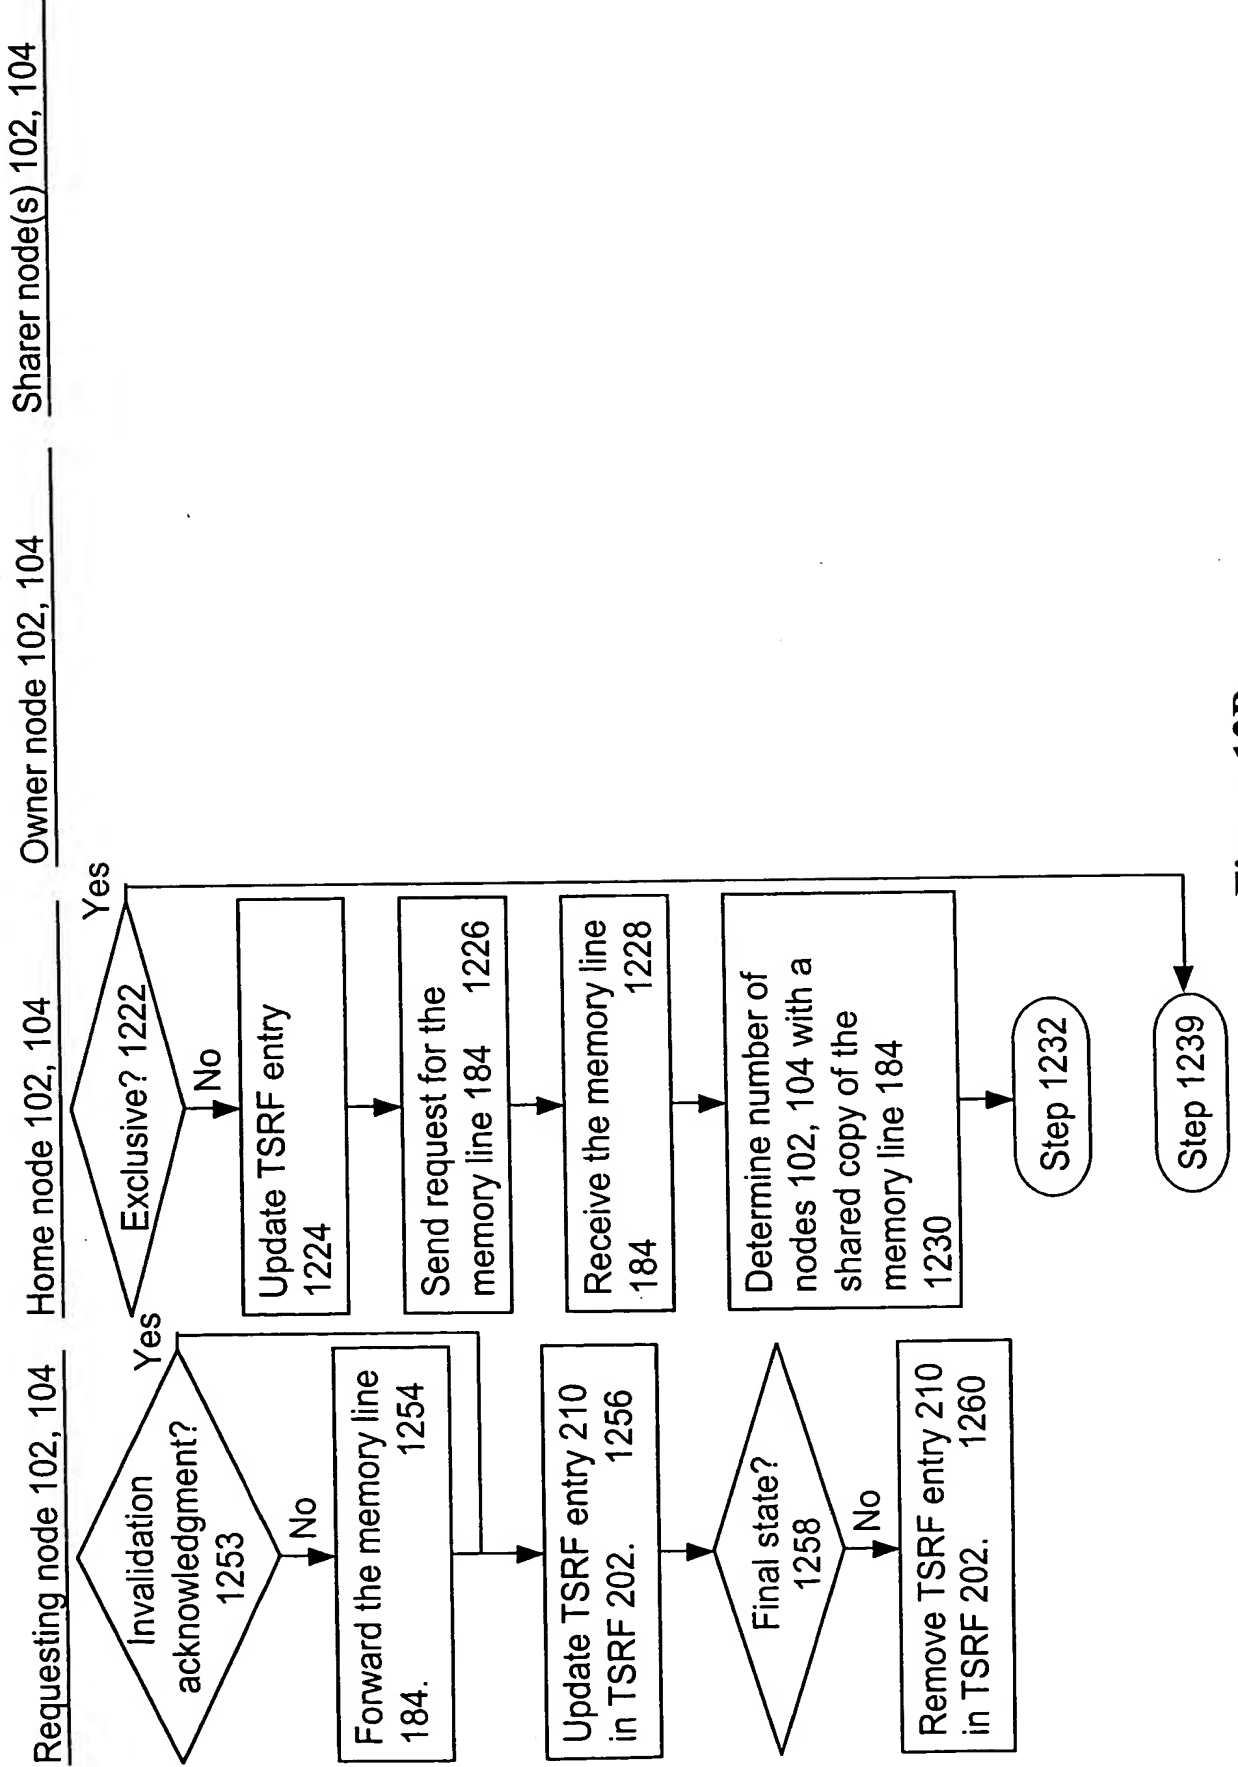 Requesting node 102, 104
Home node 102, 104
Owner node 102, 104
Sharer node(s) 102, 104
Invalidation
acknowledgment?
1253
Yes
No
Forward the memory line
184. 1254
Update TSRF entry 210
in TSRF 202. 1256
Final state?
1258
No
Remove TSRF entry 210
in TSRF 202. 1260
Exclusive? 1222
Yes
No
Update TSRF entry
1224
Send request for the
memory line 184 1226
Receive the memory line
184 1228
Determine number of
nodes 102, 104 with a
shared copy of the
memory line 184
1230
Step 1232
Step 1239